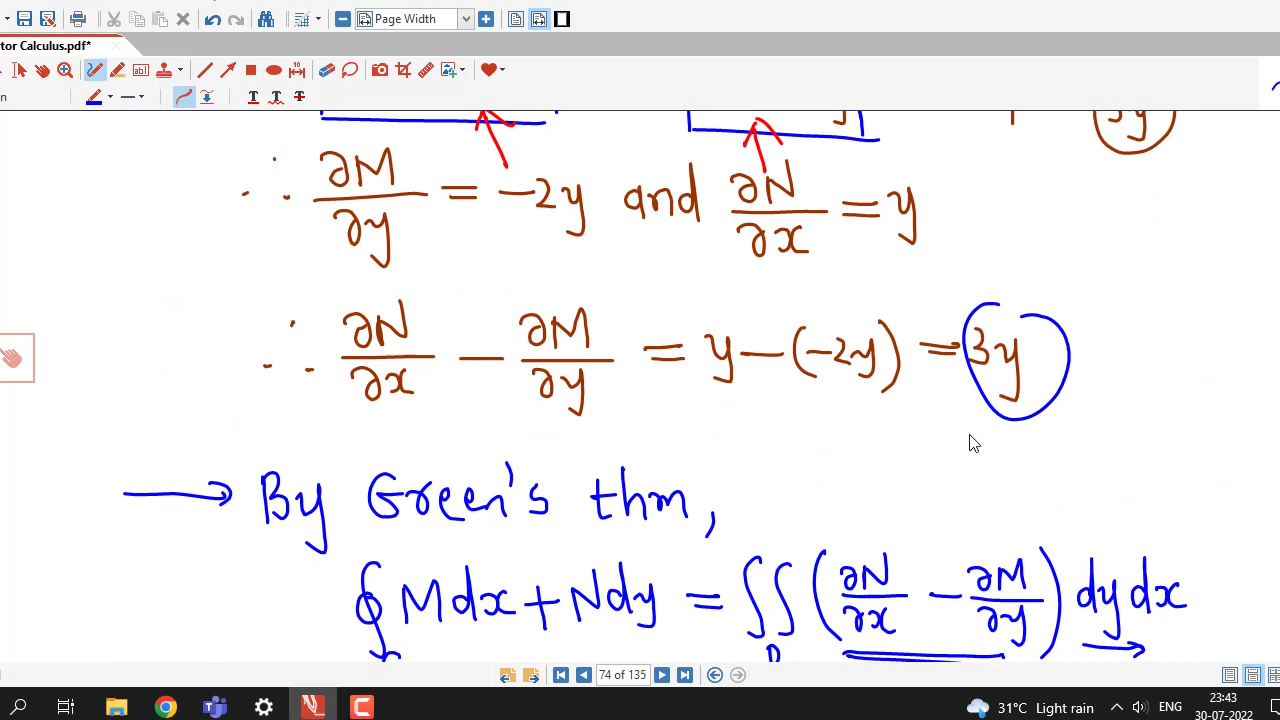 Page Width
tor Calculus.pdf*
3y
∴ ∂M/∂y = -2y and ∂N/∂x = y
∴ ∂N/∂x - ∂M/∂y = y - (-2y) = 3y
→ By Green's thm,
∮ Mdx + Ndy = ∬ (∂N/∂x - ∂M/∂y) dy dx
74 of 135
31°C Light rain
ENG
23:43
30-07-2022